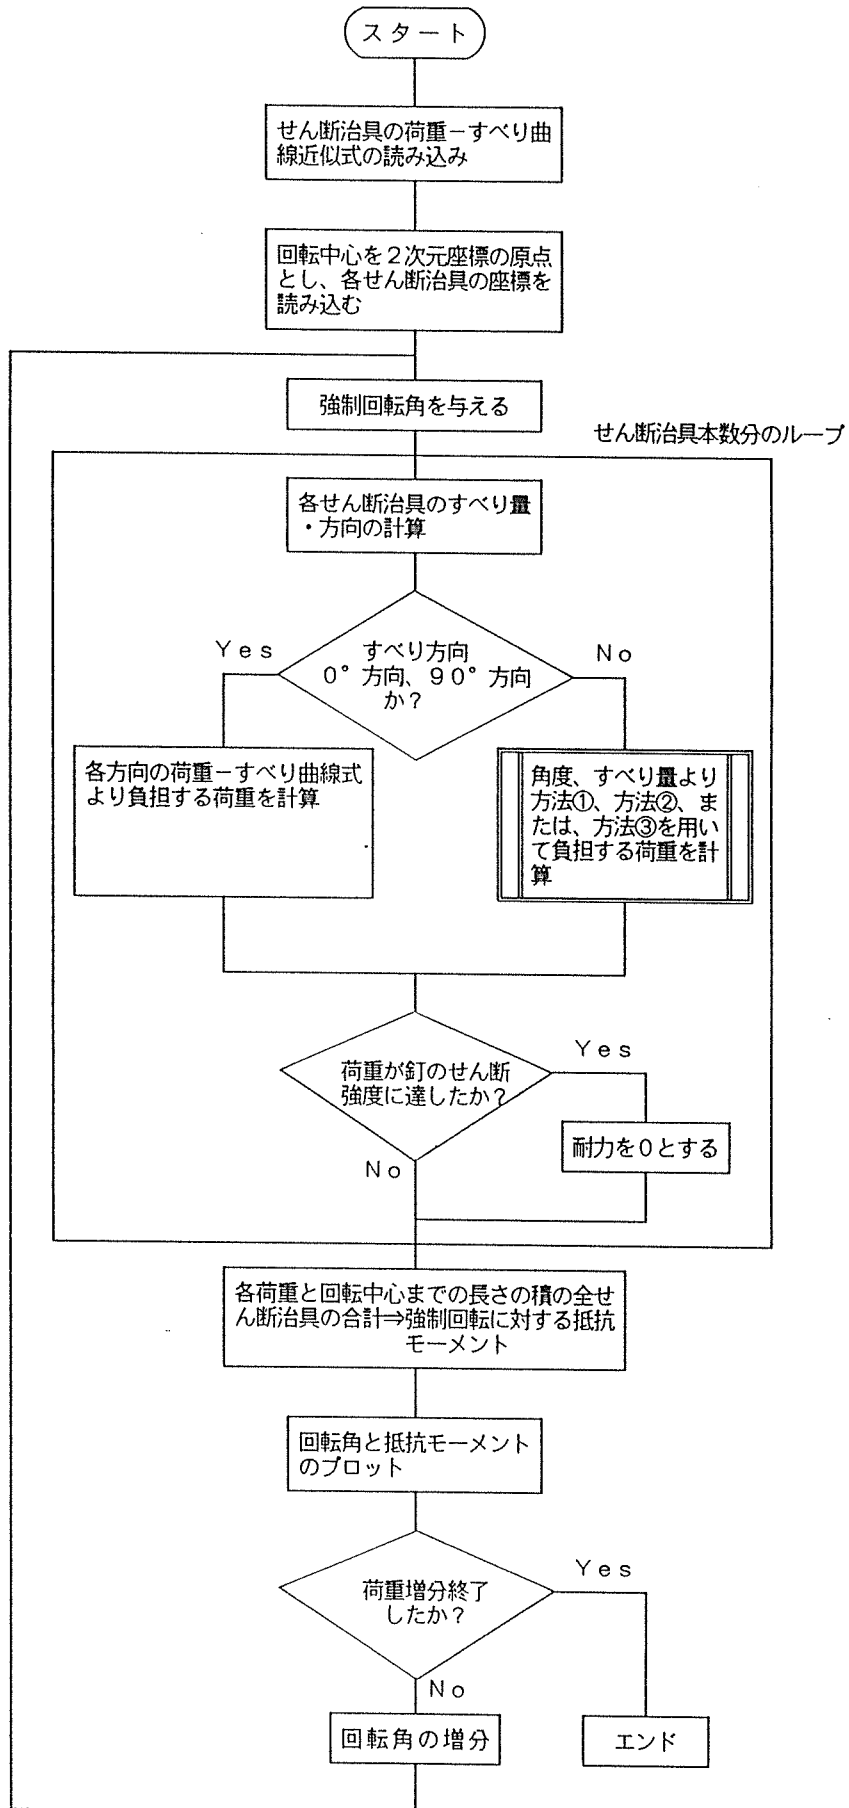 スタート
せん断治具の荷重−すべり曲
線近似式の読み込み
回転中心を2次元座標の原点
とし、各せん断治具の座標を
読み込む
強制回転角を与える
せん断治具本数分のループ
各せん断治具のすべり量
・方向の計算
Yes
すべり方向
0°方向、90°方向
か?
No
各方向の荷重−すべり曲線式
より負担する荷重を計算
角度、すべり量より
方法①、方法②、ま
たは、方法③を用い
て負担する荷重を計
算
荷重が釘のせん断
強度に達したか?
Yes
耐力を0とする
No
各荷重と回転中心までの長さの積の全せ
ん断治具の合計⇒強制回転に対する抵抗
モーメント
回転角と抵抗モーメント
のプロット
荷重増分終了
したか?
Yes
No
回転角の増分
エンド